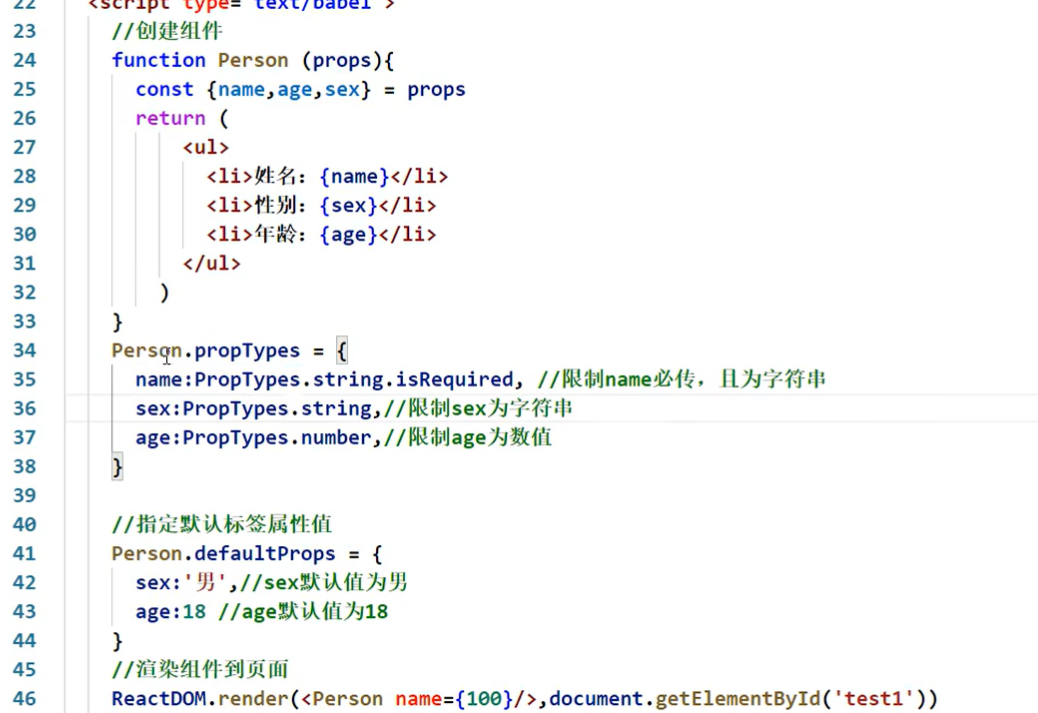 22 <script type="text/babel">
23 //创建组件
24 function Person (props){
25 const {name,age,sex} = props
26 return (
27 <ul>
28 <li>姓名：{name}</li>
29 <li>性别：{sex}</li>
30 <li>年龄：{age}</li>
31 </ul>
32 )
33 }
34 Person.propTypes = {
35 name:PropTypes.string.isRequired, //限制name必传，且为字符串
36 sex:PropTypes.string,//限制sex为字符串
37 age:PropTypes.number,//限制age为数值
38 }
39
40 //指定默认标签属性值
41 Person.defaultProps = {
42 sex:'男',//sex默认值为男
43 age:18 //age默认值为18
44 }
45 //渲染组件到页面
46 ReactDOM.render(<Person name={100}/>,document.getElementById('test1'))